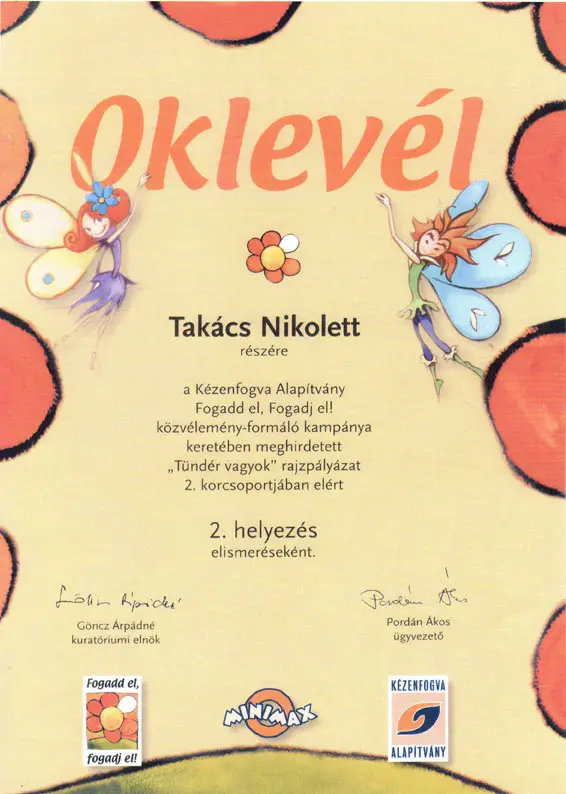 Oklevél
Takács Nikolett
részére
a Kézenfogva Alapítvány
Fogadd el, Fogadj el!
közvélemény-formáló kampánya
keretében meghirdetett
„Tündér vagyok” rajzpályázat
2. korcsoportjában elért
2. helyezés
elismeréseként.
Göncz Árpádné
kuratóriumi elnök
Pordán Ákos
Pordán Ákos
ügyvezető
Fogadd el,
fogadj el!
MINIMAX
KÉZENFOGVA
ALAPÍTVÁNY